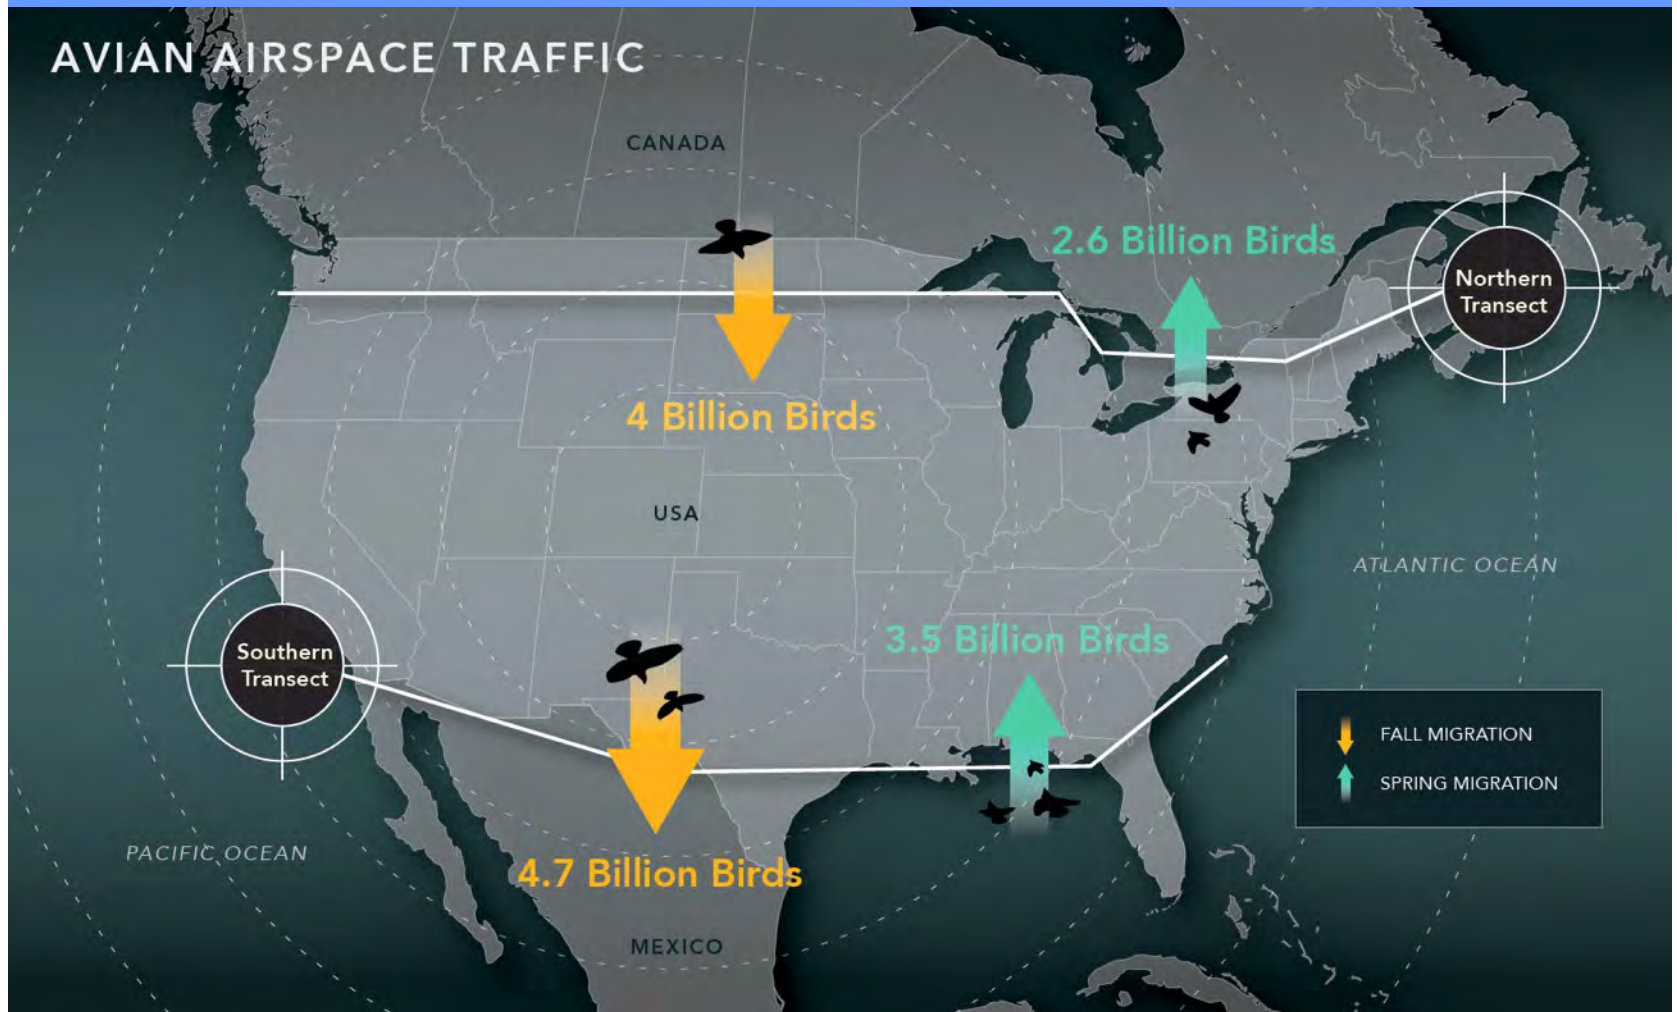 AVIAN AIRSPACE TRAFFIC
CANADA
2.6 Billion Birds
Northern
Transect
4 Billion Birds
USA
ATLANTIC OCEAN
Southern
Transect
3.5 Billion Birds
FALL MIGRATION
SPRING MIGRATION
PACIFIC OCEAN
4.7 Billion Birds
MEXICO